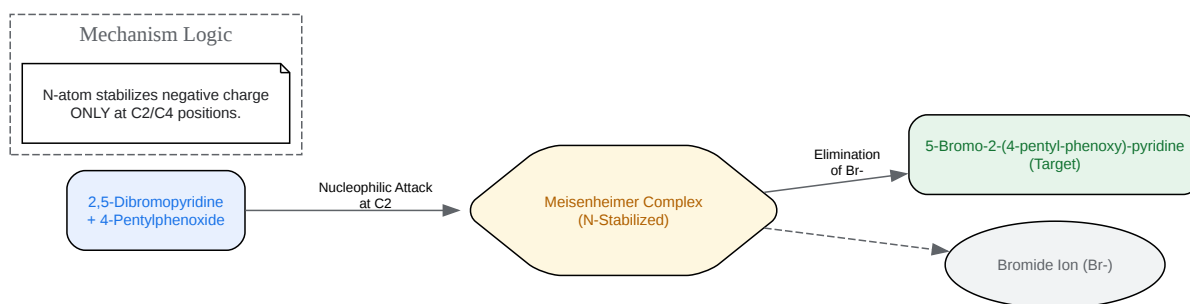 Mechanism Logic
N-atom stabilizes negative charge
ONLY at C2/C4 positions.
2,5-Dibromopyridine
+ 4-Pentylphenoxide
Nucleophilic Attack
at C2
Meisenheimer Complex
(N-Stabilized)
Elimination
of Br-
5-Bromo-2-(4-pentyl-phenoxy)-pyridine
(Target)
Bromide Ion (Br-)